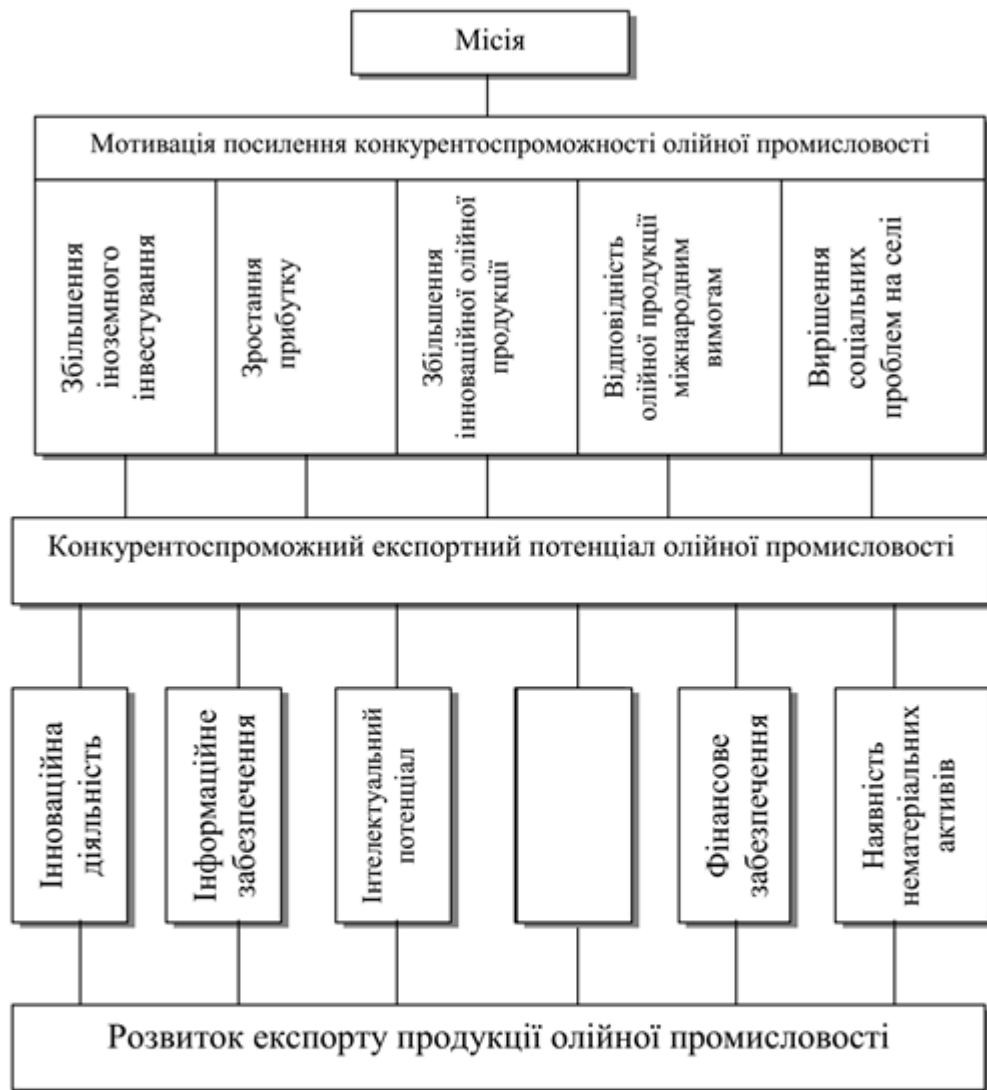 Місія
Мотивація посилення конкурентоспроможності олійної промисловості
Збільшення
іноземного
інвестування
Зростання
прибутку
Збільшення
інноваційної олійної
продукції
Відповідність
олійної продукції
міжнародним
вимогам
Вирішення
соціальних
проблем на селі
Конкурентоспроможний експортний потенціал олійної промисловості
Інноваційна
діяльність
Інформаційне
забезпечення
Інтелектуальний
потенціал
Фінансове
забезпечення
Наявність
нематеріальних
активів
Розвиток експорту продукції олійної промисловості